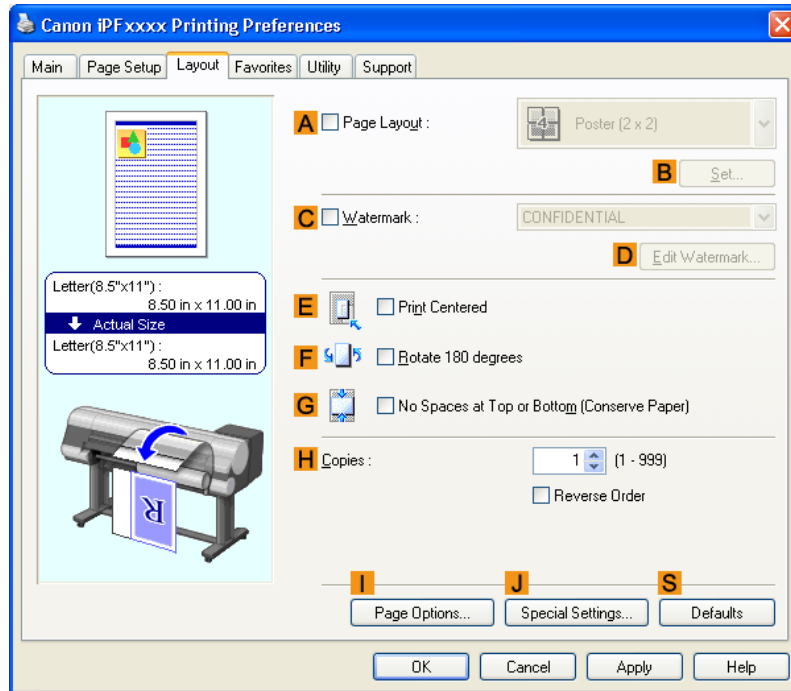 Canon iPFxxxx Printing Preferences
Main Page Setup Layout Favorites Utility Support
A Page Layout : 4 Poster (2 x 2)
B Set...
C Watermark : CONFIDENTIAL
D Edit Watermark...
Letter(8.5"x11") :
8.50 in x 11.00 in
Actual Size
Letter(8.5"x11") :
8.50 in x 11.00 in
E Print Centered
F Rotate 180 degrees
G No Spaces at Top or Bottom (Conserve Paper)
H Copies : 1 (1 - 999)
Reverse Order
R
I J S
Page Options... Special Settings... Defaults
OK Cancel Apply Help